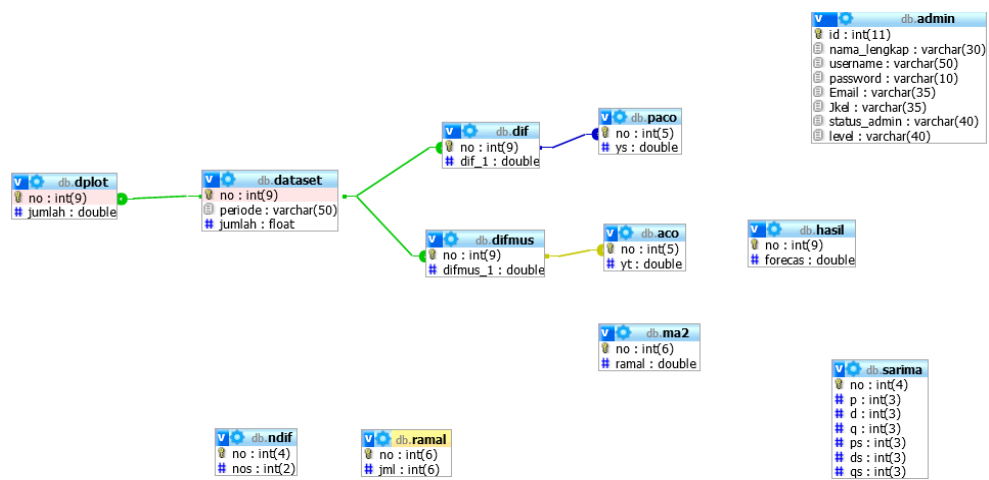 db.admin
id : int(11)
nama_lengkap : varchar(30)
username : varchar(50)
password : varchar(10)
Email : varchar(35)
Jkel : varchar(35)
status_admin : varchar(40)
level : varchar(40)
db.paco
no : int(5)
ys : double
db.dif
no : int(9)
dif_1 : double
db.dataset
no : int(9)
periode : varchar(50)
jumlah : float
db.dplot
no : int(9)
jumlah : double
db.difmus
no : int(9)
difmus_1 : double
db.aco
no : int(5)
yt : double
db.hasil
no : int(9)
forecas : double
db.ma2
no : int(6)
ramal : double
db.sarima
no : int(4)
p : int(3)
d : int(3)
q : int(3)
ps : int(3)
ds : int(3)
qs : int(3)
db.ndif
no : int(4)
nos : int(2)
db.ramal
no : int(6)
jml : int(6)